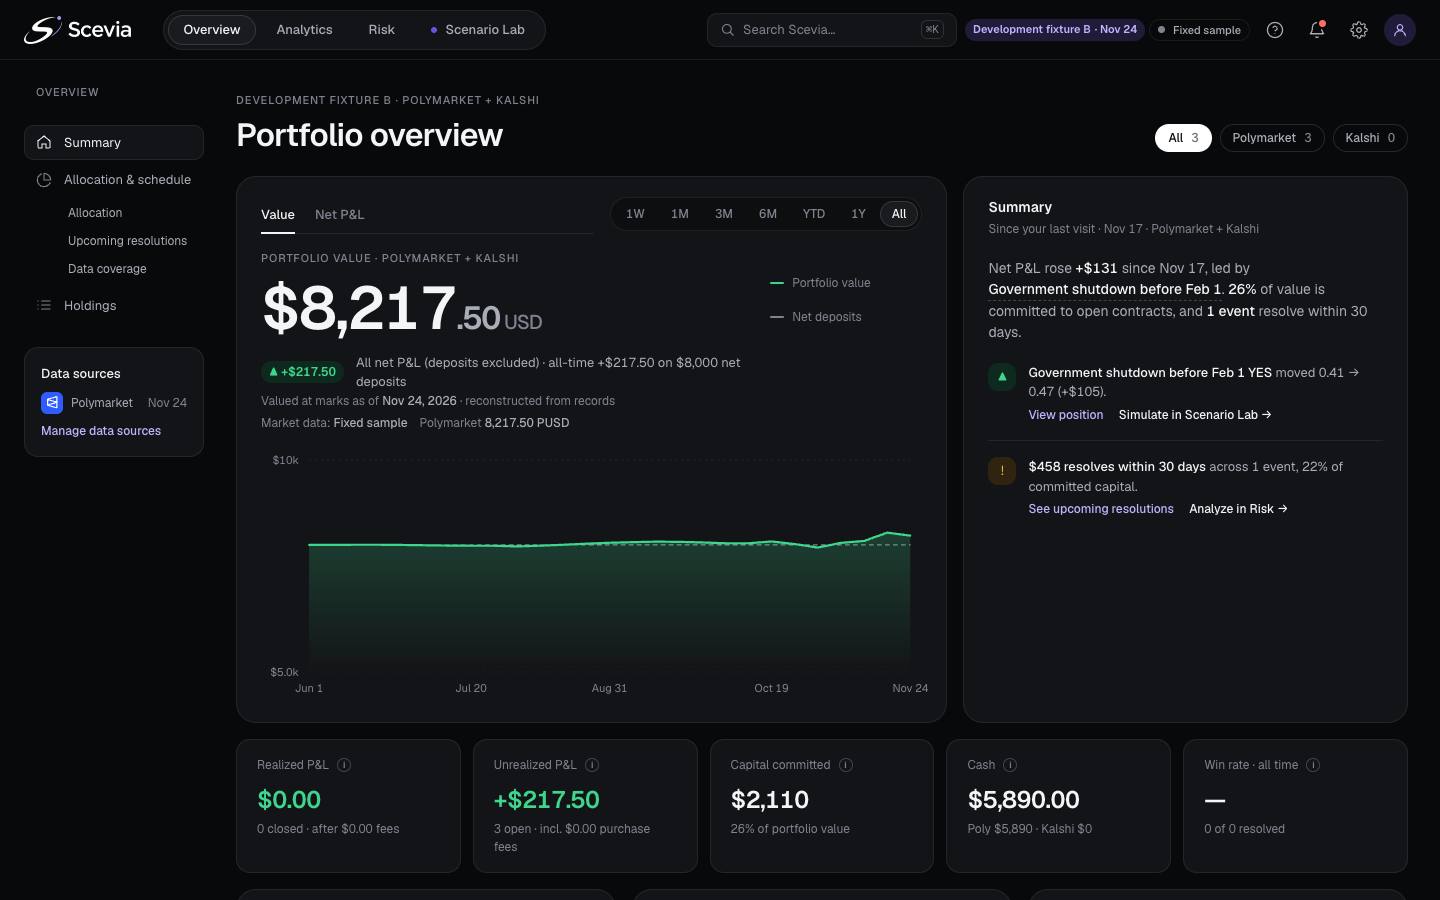 Scevia
Overview
Analytics
Risk
Scenario Lab
Search Scevia…
⌘K
Development fixture B · Nov 24
Fixed sample
OVERVIEW
Summary
Allocation & schedule
Allocation
Upcoming resolutions
Data coverage
Holdings
Data sources
Polymarket Nov 24
Manage data sources
DEVELOPMENT FIXTURE B · POLYMARKET + KALSHI
Portfolio overview
All 3
Polymarket 3
Kalshi 0
Value
Net P&L
1W
1M
3M
6M
YTD
1Y
All
PORTFOLIO VALUE · POLYMARKET + KALSHI
$8,217.50 USD
Portfolio value
Net deposits
▲ +$217.50
All net P&L (deposits excluded) · all-time +$217.50 on $8,000 net
deposits
Valued at marks as of Nov 24, 2026 · reconstructed from records
Market data: Fixed sample Polymarket 8,217.50 PUSD
$10k
$5.0k
Jun 1
Jul 20
Aug 31
Oct 19
Nov 24
Summary
Since your last visit · Nov 17 · Polymarket + Kalshi
Net P&L rose +$131 since Nov 17, led by
Government shutdown before Feb 1. 26% of value is
committed to open contracts, and 1 event resolve within 30
days.
▲
Government shutdown before Feb 1 YES moved 0.41 →
0.47 (+$105).
View position
Simulate in Scenario Lab →
!
$458 resolves within 30 days across 1 event, 22% of
committed capital.
See upcoming resolutions
Analyze in Risk →
Realized P&L i
$0.00
0 closed · after $0.00 fees
Unrealized P&L i
+$217.50
3 open · incl. $0.00 purchase
fees
Capital committed i
$2,110
26% of portfolio value
Cash i
$5,890.00
Poly $5,890 · Kalshi $0
Win rate · all time i
—
0 of 0 resolved